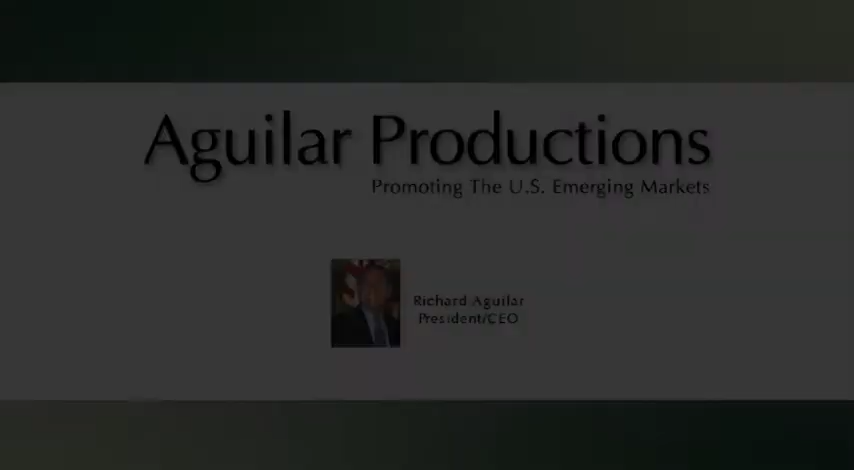 Aguilar Productions
Promoting The U.S. Emerging Markets
Richard Aguilar
President/CEO